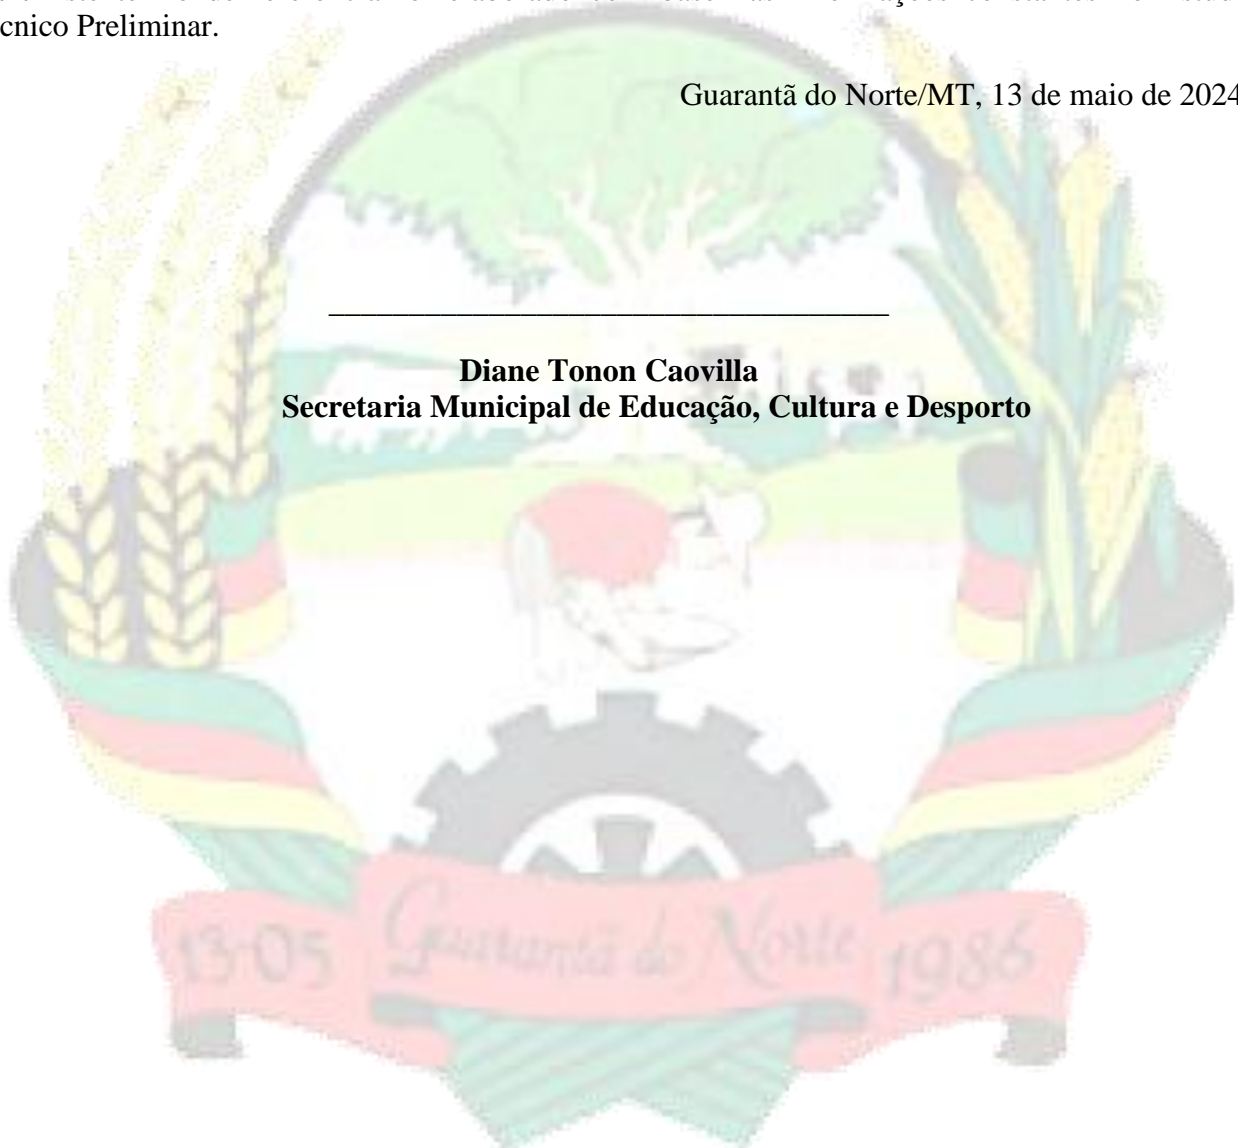 cnico Preliminar.
Guarantã do Norte/MT, 13 de maio de 2024
Diane Tonon Caovilla
Secretaria Municipal de Educação, Cultura e Desporto
13-05 Guarantã do Norte 1986